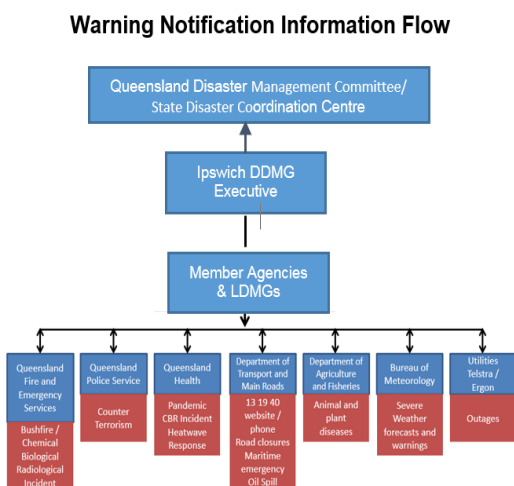 Warning Notification Information Flow
Queensland Disaster Management Committee/
State Disaster Coordination Centre
Ipswich DDMG
Executive
Member Agencies
& LDMGs
Queensland
Fire and
Emergency
Services
Bushfire /
Chemical
Biological
Radiological
Incident
Queensland
Police Service
Counter
Terrorism
Queensland
Health
Pandemic
CBR Incident
Heatwave
Response
Department of
Transport and
Main Roads
13 19 40
website /
phone
Road closures
Maritime
emergency
Oil Spill
Department of
Agriculture
and Fisheries
Animal and
plant
diseases
Bureau of
Meteorology
Severe
Weather
forecasts and
warnings
Utilities
Telstra /
Ergon
Outages